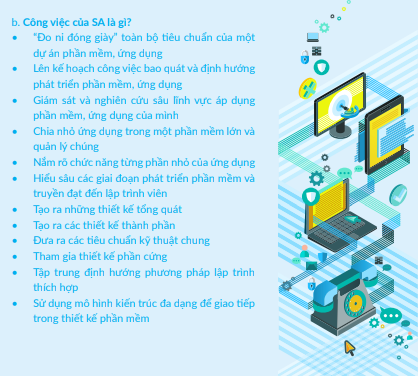 b. Công việc của SA là gì?
• “Đo ni đóng giày” toàn bộ tiêu chuẩn của một
dự án phần mềm, ứng dụng
• Lên kế hoạch công việc bao quát và định hướng
phát triển phần mềm, ứng dụng
• Giám sát và nghiên cứu sâu lĩnh vực áp dụng
phần mềm, ứng dụng của mình
• Chia nhỏ ứng dụng trong một phần mềm lớn và
quản lý chúng
• Nắm rõ chức năng từng phần nhỏ của ứng dụng
• Hiểu sâu các giai đoạn phát triển phần mềm và
truyền đạt đến lập trình viên
• Tạo ra những thiết kế tổng quát
• Tạo ra các thiết kế thành phần
• Đưa ra các tiêu chuẩn kỹ thuật chung
• Tham gia thiết kế phần cứng
• Tập trung định hướng phương pháp lập trình
thích hợp
• Sử dụng mô hình kiến trúc đa dạng để giao tiếp
trong thiết kế phần mềm